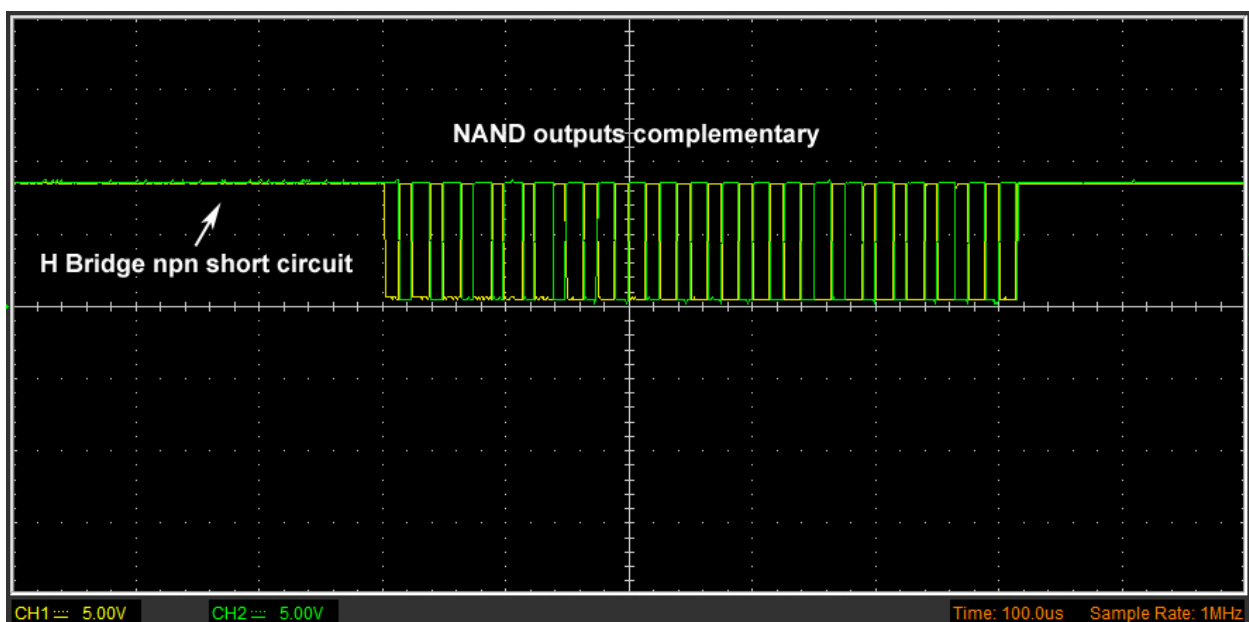 NAND outputs complementary
H Bridge npn short circuit
CH1 5.00V CH2 5.00V Time: 100.0us Sample Rate: 1MHz